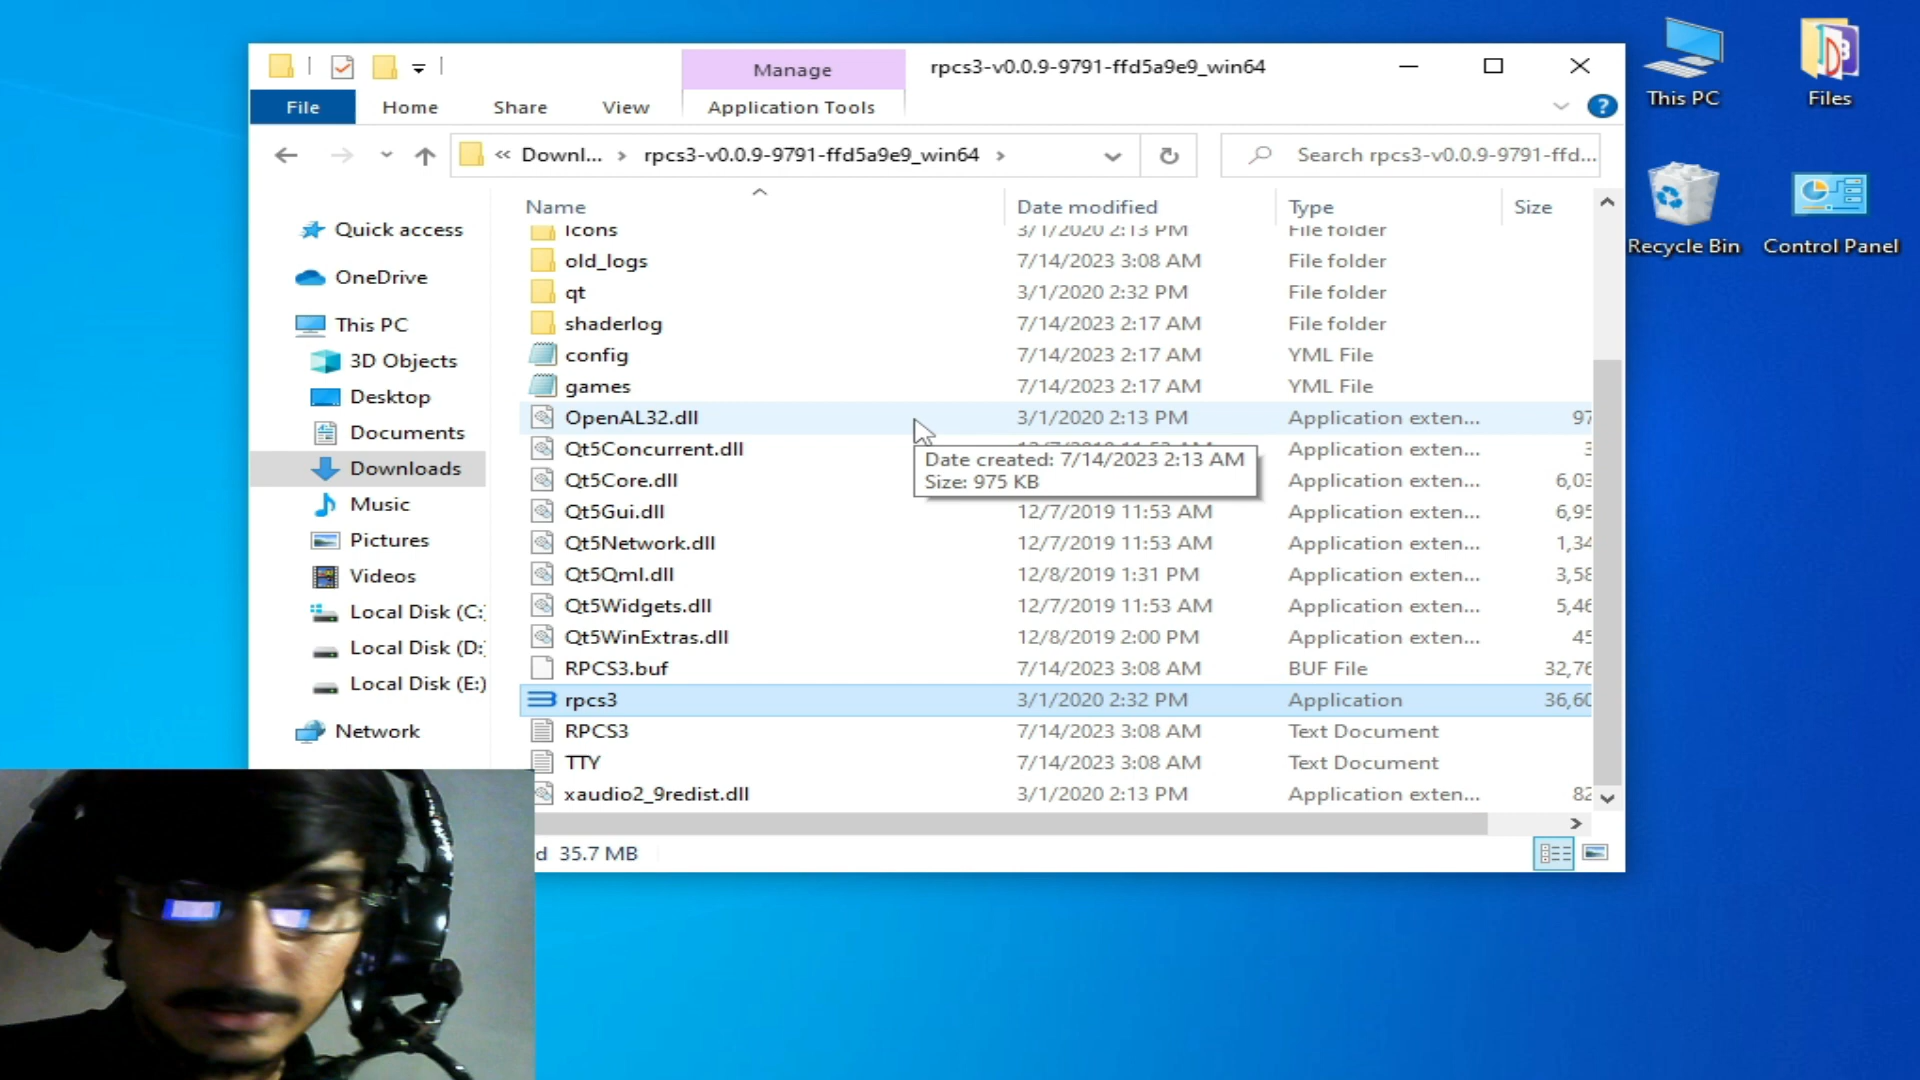 Manage
rpcs3-v0.0.9-9791-ffd5a9e9_win64
This PC
Files
File
Home
Share
View
Application Tools
?
« Downl... › rpcs3-v0.0.9-9791-ffd5a9e9_win64 ›
Search rpcs3-v0.0.9-9791-ffd...
Recycle Bin
Control Panel
Name Date modified Type Size
Quick access
OneDrive
This PC
3D Objects
Desktop
Documents
Downloads
Music
Pictures
Videos
Local Disk (C:
Local Disk (D:
Local Disk (E:)
Network
Icons 3/1/2020 2:13 PM File folder
old_logs 7/14/2023 3:08 AM File folder
qt 3/1/2020 2:32 PM File folder
shaderlog 7/14/2023 2:17 AM File folder
config 7/14/2023 2:17 AM YML File
games 7/14/2023 2:17 AM YML File
OpenAL32.dll 3/1/2020 2:13 PM Application exten... 97
Qt5Concurrent.dll Application exten... 3
Date created: 7/14/2023 2:13 AM
Size: 975 KB
Qt5Core.dll Application exten... 6,03
Qt5Gui.dll 12/7/2019 11:53 AM Application exten... 6,95
Qt5Network.dll 12/7/2019 11:53 AM Application exten... 1,34
Qt5Qml.dll 12/8/2019 1:31 PM Application exten... 3,58
Qt5Widgets.dll 12/7/2019 11:53 AM Application exten... 5,46
Qt5WinExtras.dll 12/8/2019 2:00 PM Application exten... 45
RPCS3.buf 7/14/2023 3:08 AM BUF File 32,76
rpcs3 3/1/2020 2:32 PM Application 36,60
RPCS3 7/14/2023 3:08 AM Text Document
TTY 7/14/2023 3:08 AM Text Document
xaudio2_9redist.dll 3/1/2020 2:13 PM Application exten... 82
d 35.7 MB